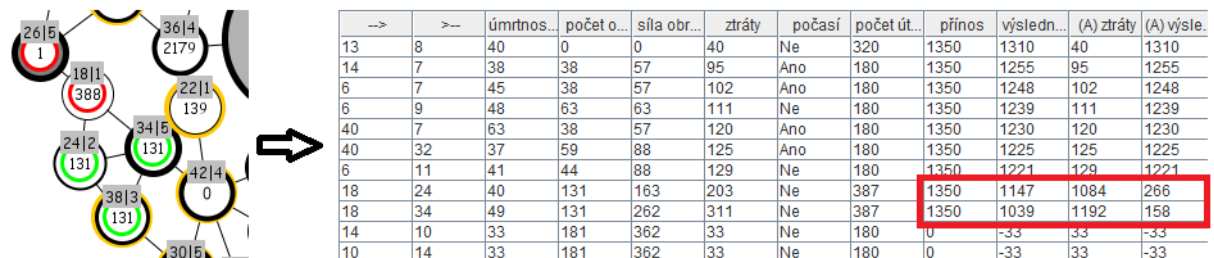 26|5
1
36|4
2179
18|1
388
22|1
139
34|5
131
24|2
131
42|4
0
38|3
131
30|5
--> >-- úmrtnos... počet o... síla obr... ztráty počasí počet út... přínos výsledn... (A) ztráty (A) výsle...
13 8 40 0 0 40 Ne 320 1350 1310 40 1310
14 7 38 38 57 95 Ano 180 1350 1255 95 1255
6 7 45 38 57 102 Ano 180 1350 1248 102 1248
6 9 48 63 63 111 Ne 180 1350 1239 111 1239
40 7 63 38 57 120 Ano 180 1350 1230 120 1230
40 32 37 59 88 125 Ano 180 1350 1225 125 1225
6 11 41 44 88 129 Ne 180 1350 1221 129 1221
18 24 40 131 163 203 Ne 387 1350 1147 1084 266
18 34 49 131 262 311 Ne 387 1350 1039 1192 158
14 10 33 181 362 33 Ne 180 0 -33 33 -33
10 14 33 181 362 33 Ne 180 0 -33 33 -33